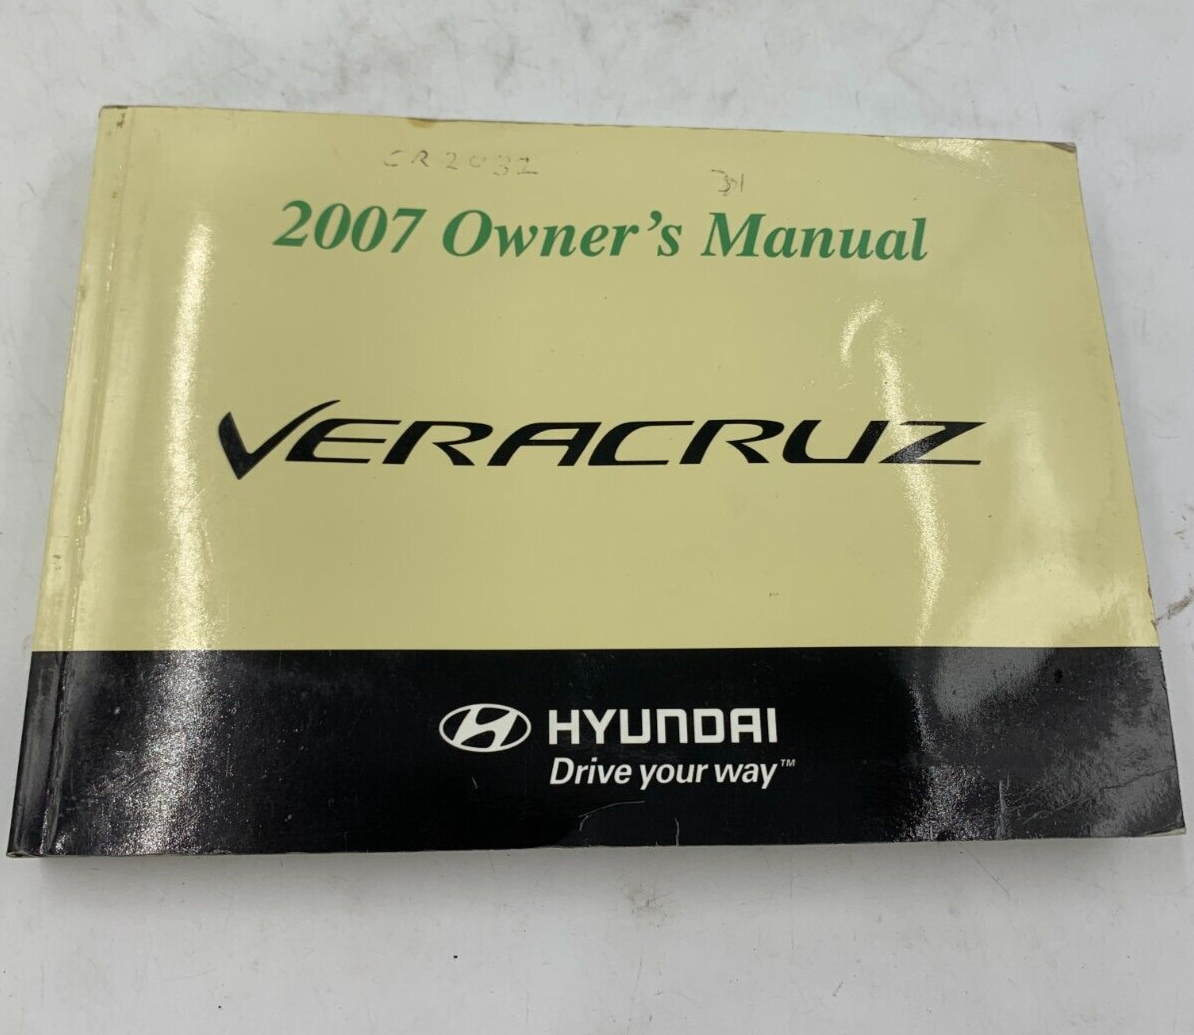 CR2032
2007 Owner's Manual
VERACRUZ
HYUNDAI
Drive your way™